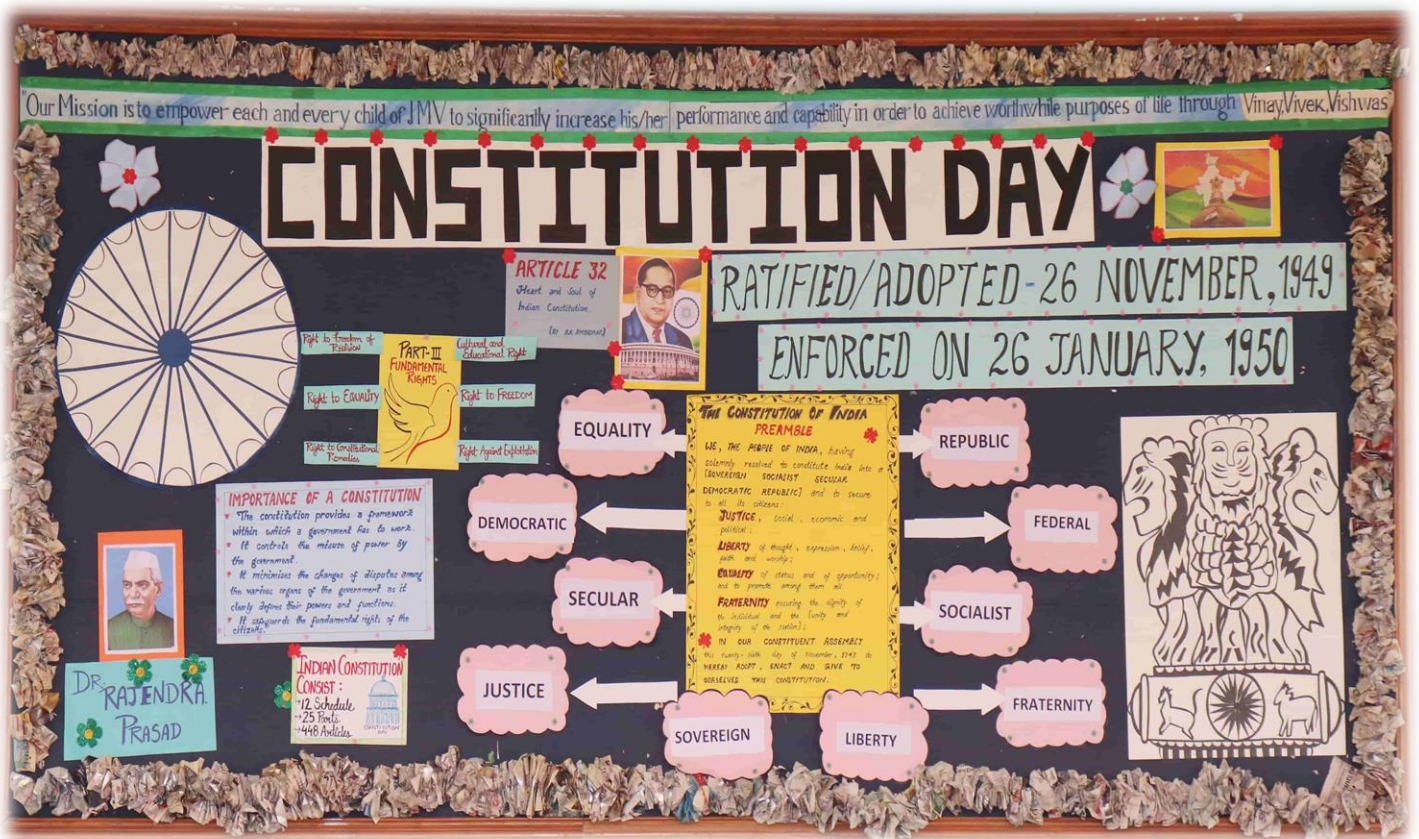 "Our Mission is to empower each and every child of JMV to significantly increase his/her performance and capability in order to achieve worthwhile purposes of life through Vinay,Vivek,Vishwas
CONSTITUTION DAY
ARTICLE 32
Heart and Soul of
Indian Constitution.
(BY BR AMBEDKAR)
RATIFIED/ADOPTED - 26 NOVEMBER, 1949
ENFORCED ON 26 JANUARY, 1950
PART-III
FUNDAMENTAL
RIGHTS
Right to freedom of
Religion
Cultural and
Educational Right
Right to EQUALITY
Right to FREEDOM
Right to Constitutional
Remedies
Right Against Exploitation
IMPORTANCE OF A CONSTITUTION
The constitution provides a framework
within which a government has to work.
It controls the misuse of power by
the government.
It minimises the changes of disputes among
the various organs of the government as it
clearly defines their powers and functions.
It safeguards the fundamental rights of the
citizens.
DR. RAJENDRA
PRASAD
INDIAN CONSTITUTION
CONSIST :
→12 Schedule
→25 Parts
→448 Articles
CONSTITUTION
DAY
EQUALITY
DEMOCRATIC
SECULAR
JUSTICE
SOVEREIGN
THE CONSTITUTION OF INDIA
PREAMBLE
WE, THE PEOPLE OF INDIA, having
solemnly resolved to constitute India into a
[SOVEREIGN SOCIALIST SECULAR
DEMOCRATIC REPUBLIC] and to secure
to all its citizens:
JUSTICE, social, economic and
political;
LIBERTY of thought, expression, belief,
faith and worship;
EQUALITY of status and of opportunity;
and to promote among them all
FRATERNITY assuring the dignity of
the individual and the [unity and
integrity of the nation];
IN OUR CONSTITUENT ASSEMBLY
this twenty-sixth day of November, 1949 do
HEREBY ADOPT, ENACT AND GIVE TO
OURSELVES THIS CONSTITUTION.
REPUBLIC
FEDERAL
SOCIALIST
FRATERNITY
LIBERTY